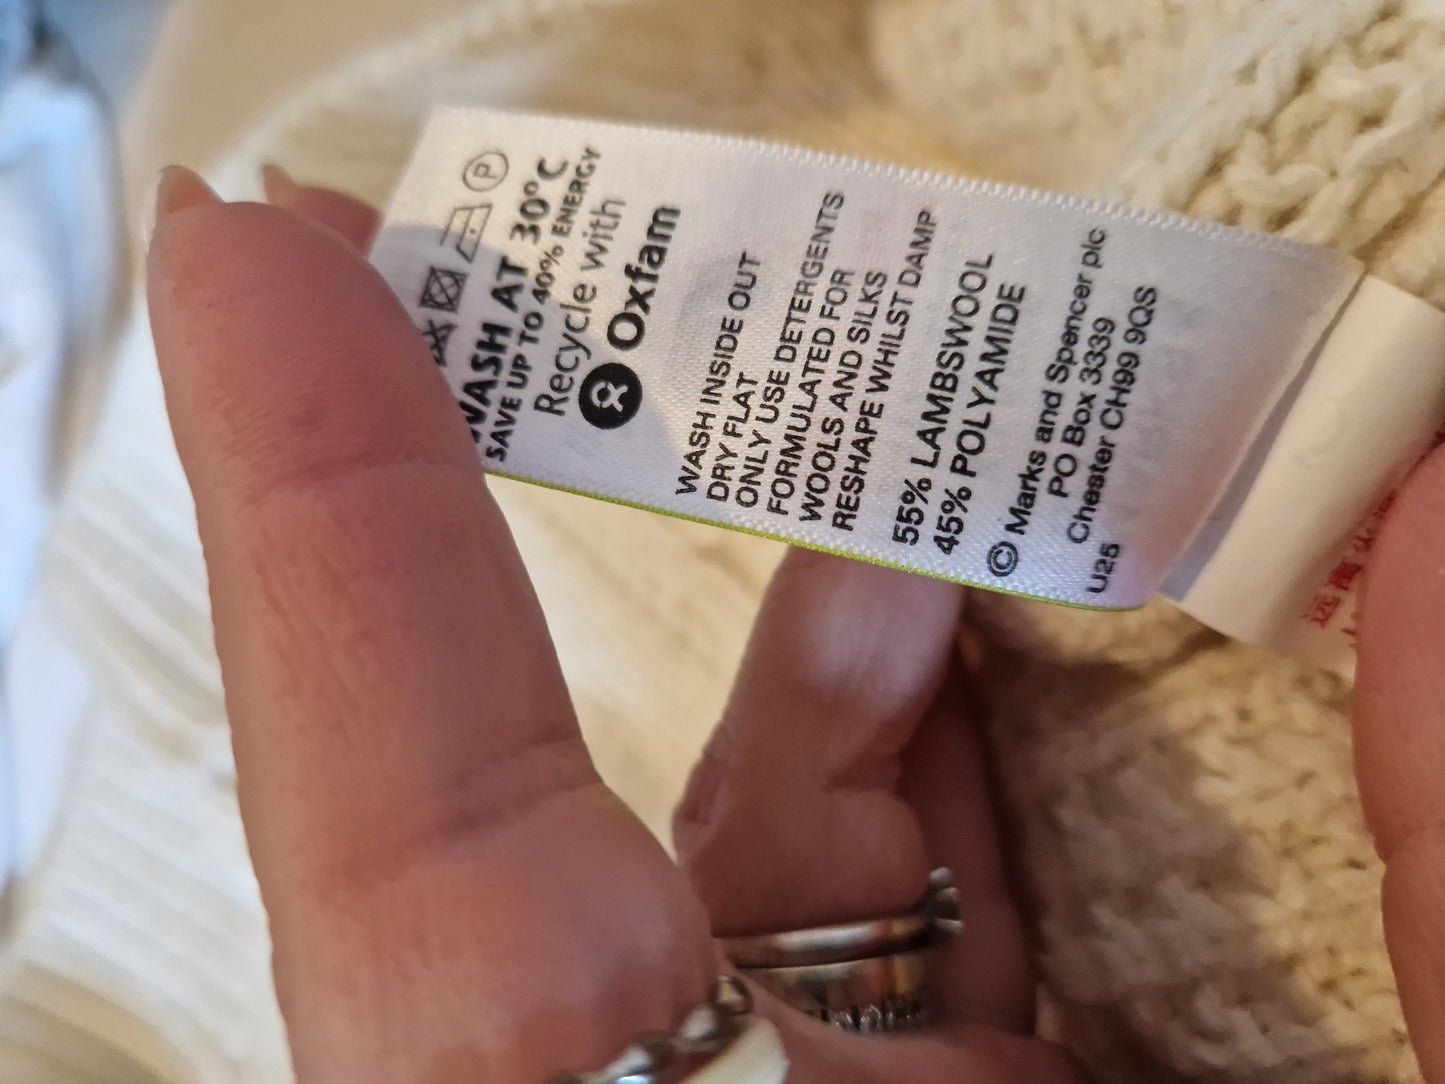 P
WASH AT 30°C
SAVE UP TO 40% ENERGY
Recycle with
Oxfam
WASH INSIDE OUT
DRY FLAT
ONLY USE DETERGENTS
FORMULATED FOR
WOOLS AND SILKS
RESHAPE WHILST DAMP
55% LAMBSWOOL
45% POLYAMIDE
© Marks and Spencer plc
PO Box 3339
Chester CH99 9QS
U25